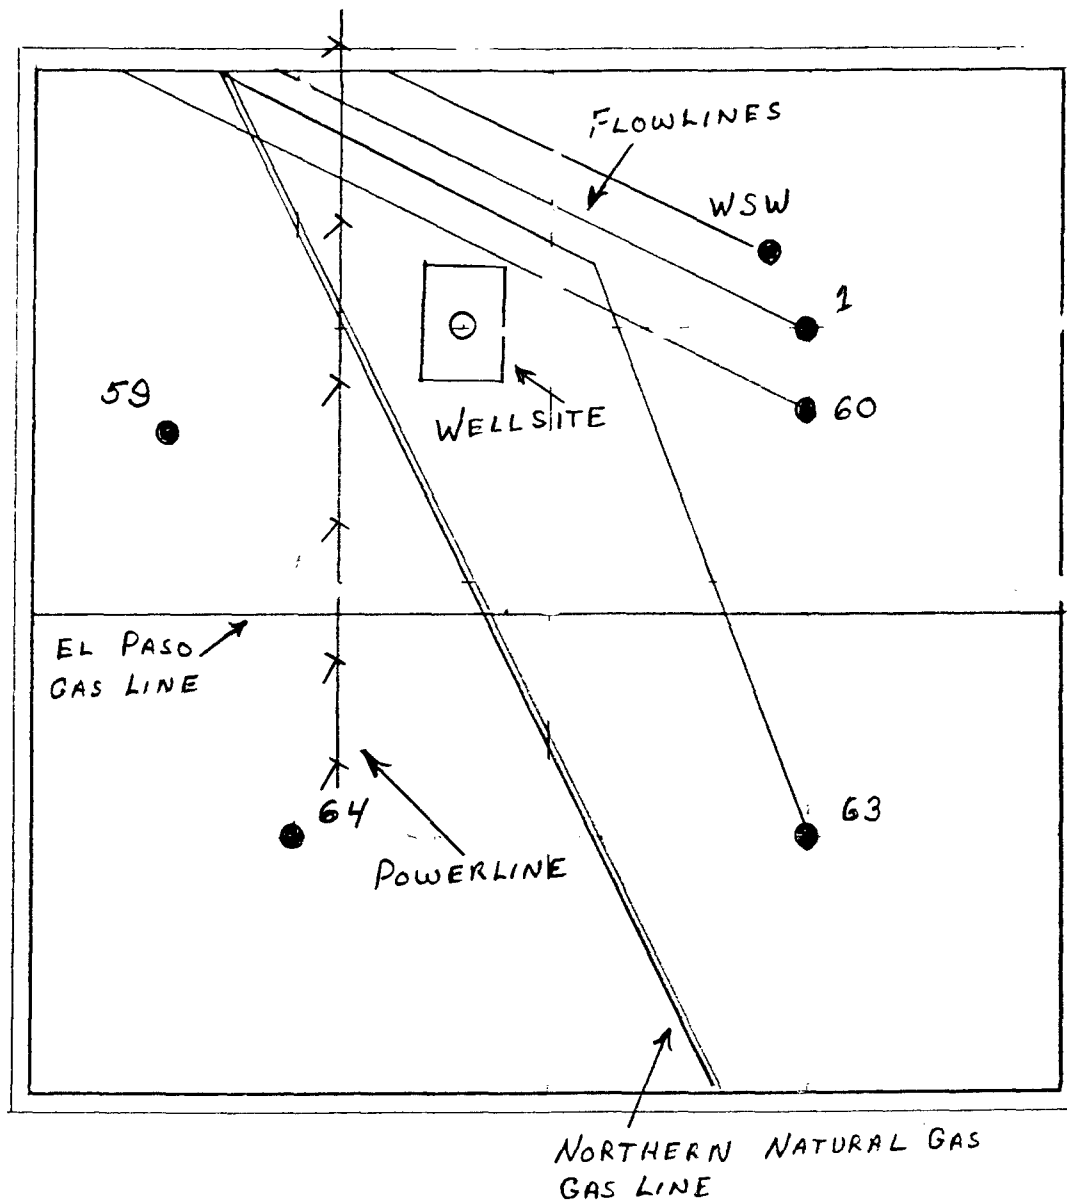 FLOWLINES
WSW
1
59
60
WELLSITE
EL PASO
GAS LINE
64
63
POWERLINE
NORTHERN NATURAL GAS
GAS LINE